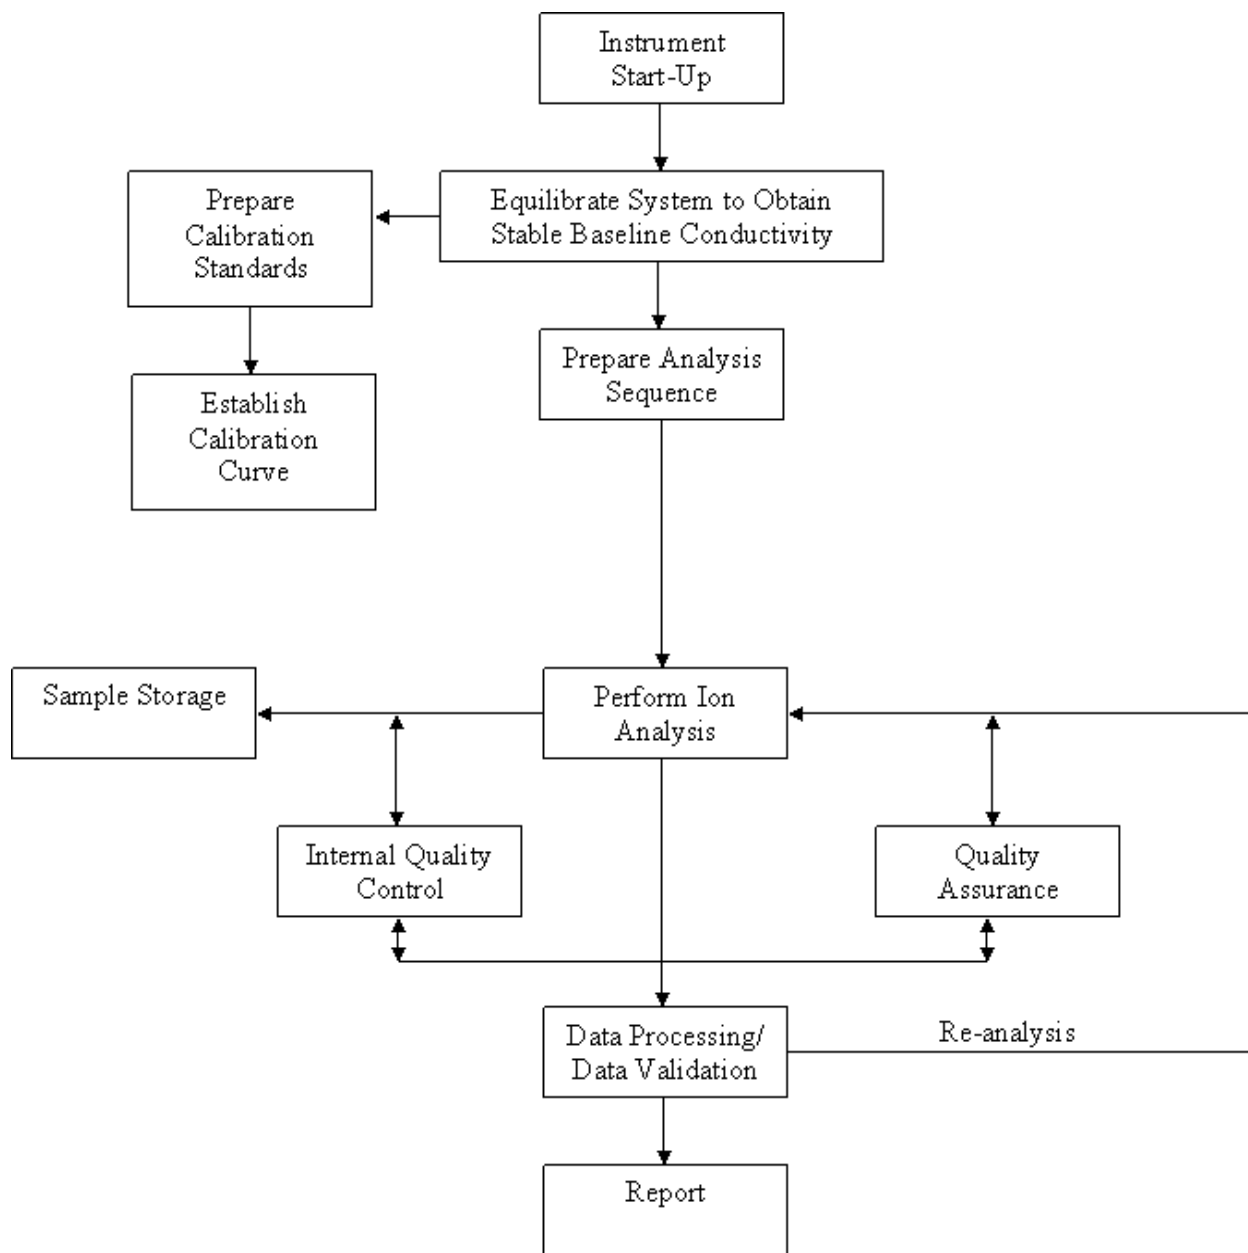 Instrument
Start-Up
Prepare
Calibration
Standards
Equilibrate System to Obtain
Stable Baseline Conductivity
Prepare Analysis
Sequence
Establish
Calibration
Curve
Sample Storage
Perform Ion
Analysis
Internal Quality
Control
Quality
Assurance
Data Processing/
Data Validation
Re-analysis
Report